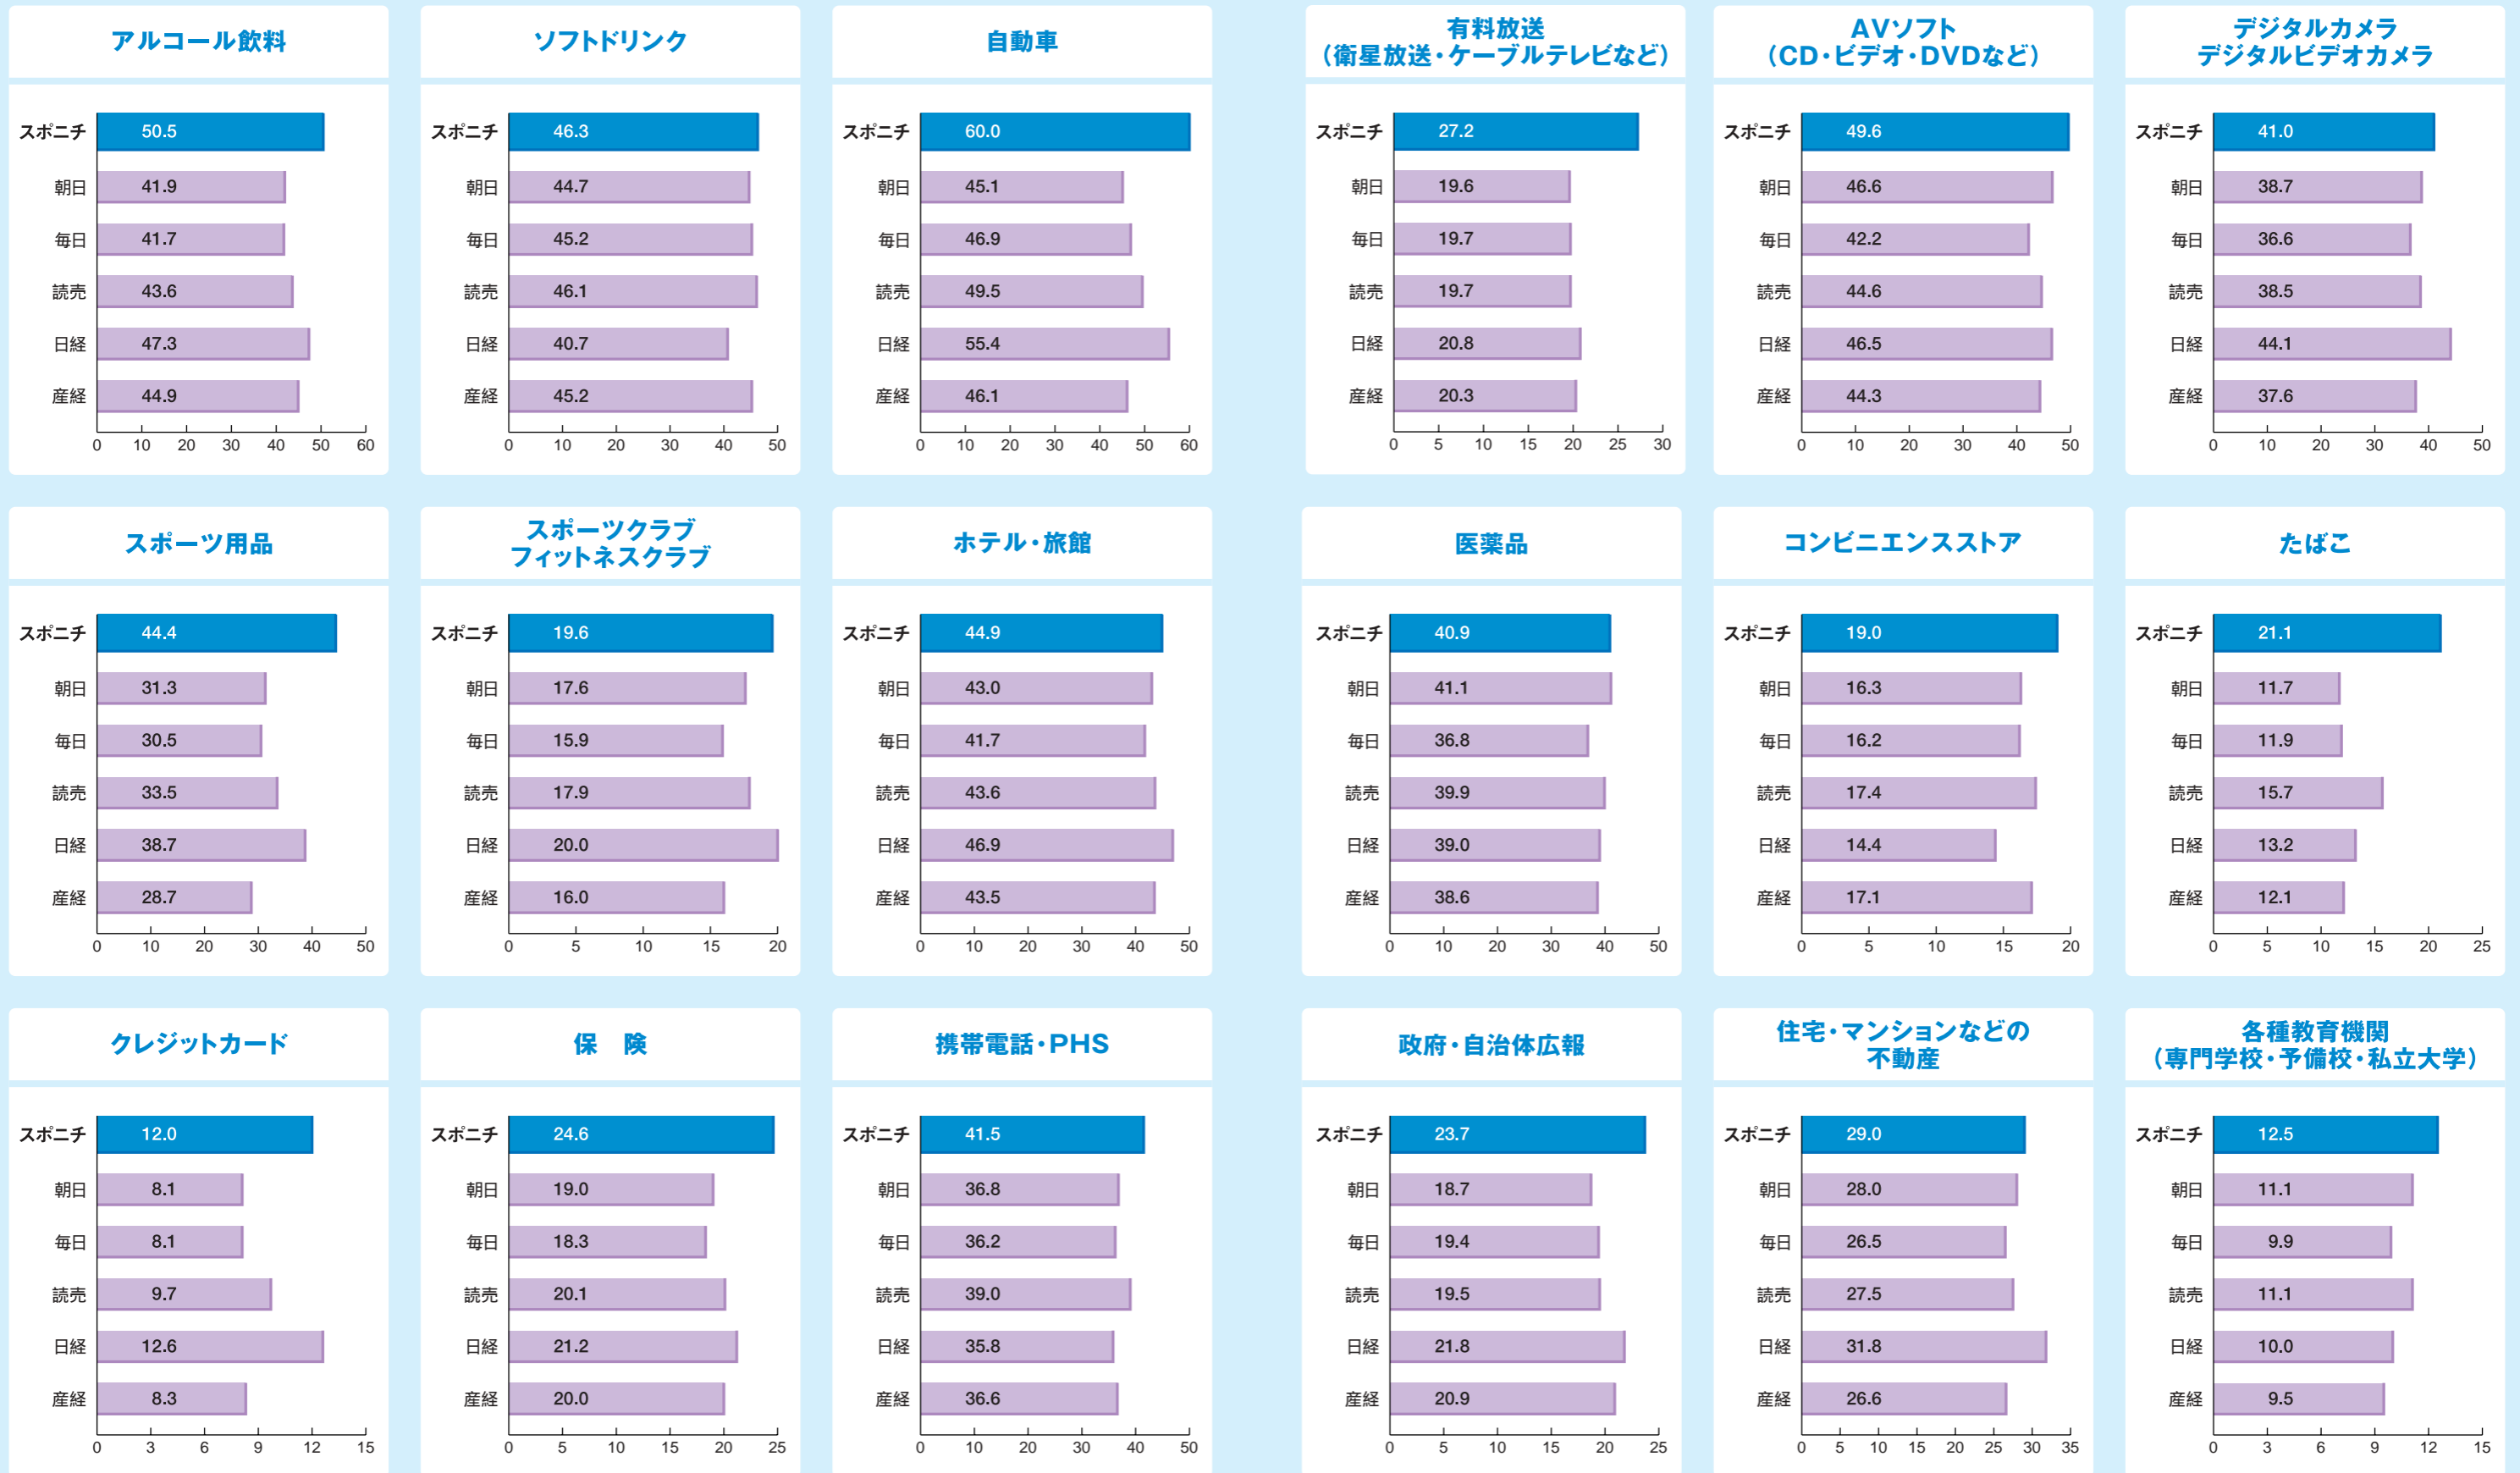 アルコール飲料
スポニチ 50.5
朝日 41.9
毎日 41.7
読売 43.6
日経 47.3
産経 44.9
0 10 20 30 40 50 60
ソフトドリンク
スポニチ 46.3
朝日 44.7
毎日 45.2
読売 46.1
日経 40.7
産経 45.2
0 10 20 30 40 50
自動車
スポニチ 60.0
朝日 45.1
毎日 46.9
読売 49.5
日経 55.4
産経 46.1
0 10 20 30 40 50 60
有料放送
（衛星放送・ケーブルテレビなど）
スポニチ 27.2
朝日 19.6
毎日 19.7
読売 19.7
日経 20.8
産経 20.3
0 5 10 15 20 25 30
AVソフト
（CD・ビデオ・DVDなど）
スポニチ 49.6
朝日 46.6
毎日 42.2
読売 44.6
日経 46.5
産経 44.3
0 10 20 30 40 50
デジタルカメラ
デジタルビデオカメラ
スポニチ 41.0
朝日 38.7
毎日 36.6
読売 38.5
日経 44.1
産経 37.6
0 10 20 30 40 50
スポーツ用品
スポニチ 44.4
朝日 31.3
毎日 30.5
読売 33.5
日経 38.7
産経 28.7
0 10 20 30 40 50
スポーツクラブ
フィットネスクラブ
スポニチ 19.6
朝日 17.6
毎日 15.9
読売 17.9
日経 20.0
産経 16.0
0 5 10 15 20
ホテル・旅館
スポニチ 44.9
朝日 43.0
毎日 41.7
読売 43.6
日経 46.9
産経 43.5
0 10 20 30 40 50
医薬品
スポニチ 40.9
朝日 41.1
毎日 36.8
読売 39.9
日経 39.0
産経 38.6
0 10 20 30 40 50
コンビニエンスストア
スポニチ 19.0
朝日 16.3
毎日 16.2
読売 17.4
日経 14.4
産経 17.1
0 5 10 15 20
たばこ
スポニチ 21.1
朝日 11.7
毎日 11.9
読売 15.7
日経 13.2
産経 12.1
0 5 10 15 20 25
クレジットカード
スポニチ 12.0
朝日 8.1
毎日 8.1
読売 9.7
日経 12.6
産経 8.3
0 3 6 9 12 15
保　険
スポニチ 24.6
朝日 19.0
毎日 18.3
読売 20.1
日経 21.2
産経 20.0
0 5 10 15 20 25
携帯電話・PHS
スポニチ 41.5
朝日 36.8
毎日 36.2
読売 39.0
日経 35.8
産経 36.6
0 10 20 30 40 50
政府・自治体広報
スポニチ 23.7
朝日 18.7
毎日 19.4
読売 19.5
日経 21.8
産経 20.9
0 5 10 15 20 25
住宅・マンションなどの
不動産
スポニチ 29.0
朝日 28.0
毎日 26.5
読売 27.5
日経 31.8
産経 26.6
0 5 10 15 20 25 30 35
各種教育機関
（専門学校・予備校・私立大学）
スポニチ 12.5
朝日 11.1
毎日 9.9
読売 11.1
日経 10.0
産経 9.5
0 3 6 9 12 15